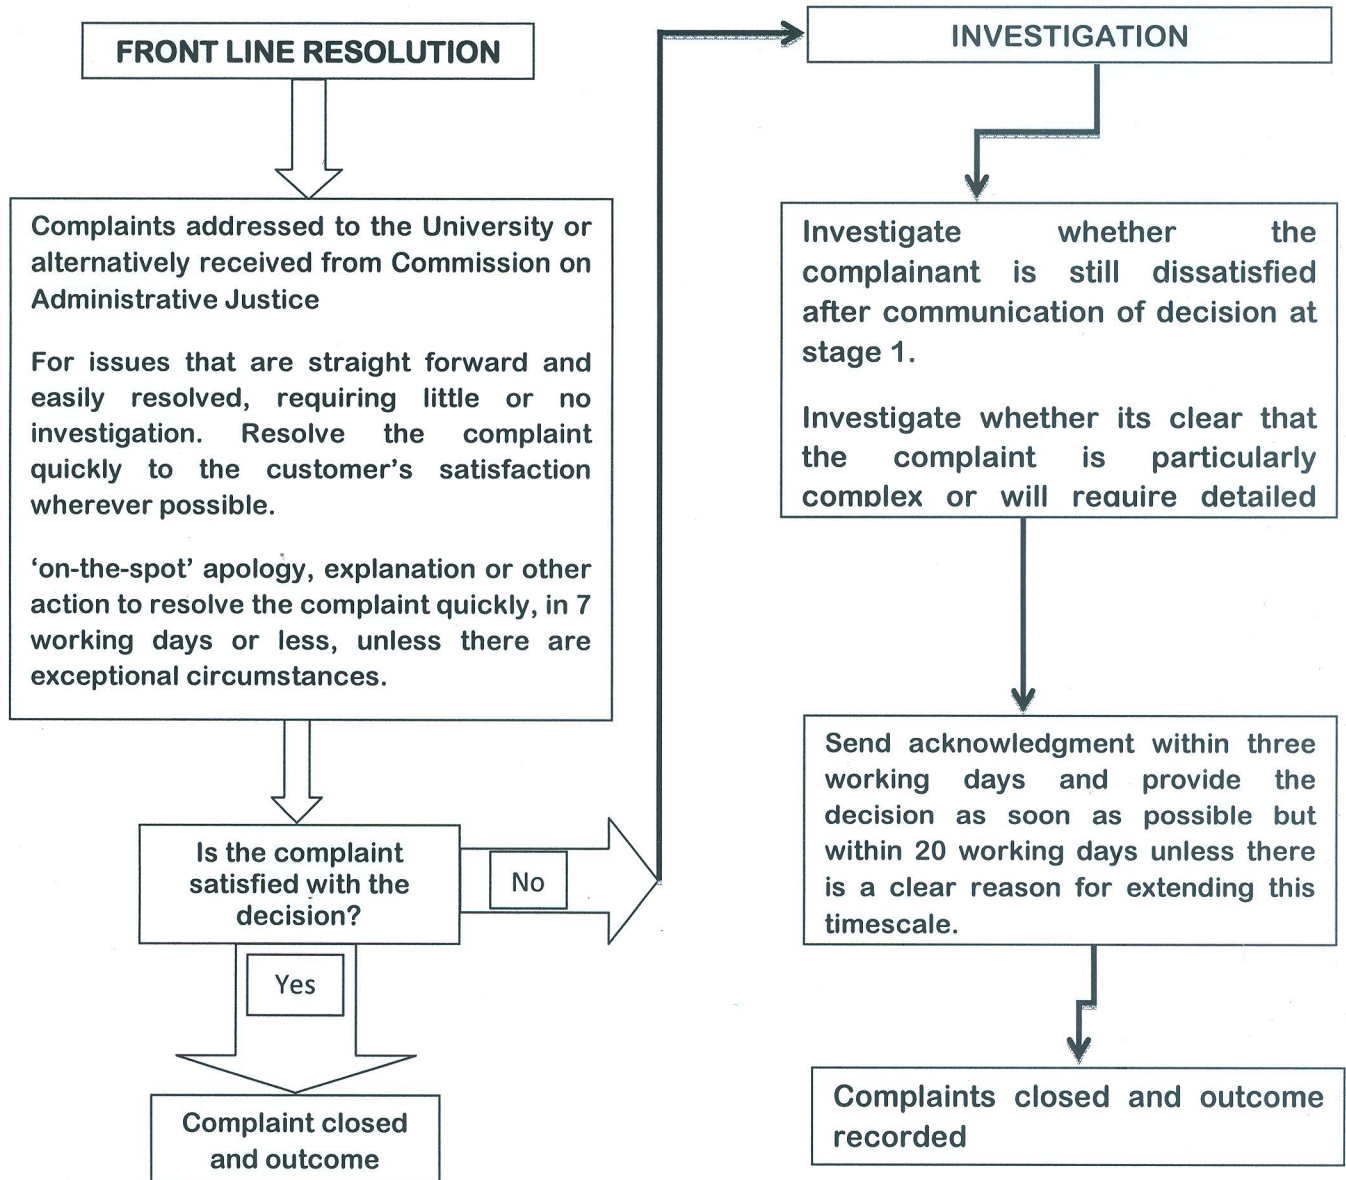 FRONT LINE RESOLUTION
Complaints addressed to the University or
alternatively received from Commission on
Administrative Justice
For issues that are straight forward and
easily resolved, requiring little or no
investigation. Resolve the complaint
quickly to the customer’s satisfaction
wherever possible.
‘on-the-spot’ apology, explanation or other
action to resolve the complaint quickly, in 7
working days or less, unless there are
exceptional circumstances.
Is the complaint
satisfied with the
decision?
No
Yes
Complaint closed
and outcome
INVESTIGATION
Investigate whether the
complainant is still dissatisfied
after communication of decision at
stage 1.
Investigate whether its clear that
the complaint is particularly
complex or will require detailed
Send acknowledgment within three
working days and provide the
decision as soon as possible but
within 20 working days unless there
is a clear reason for extending this
timescale.
Complaints closed and outcome
recorded